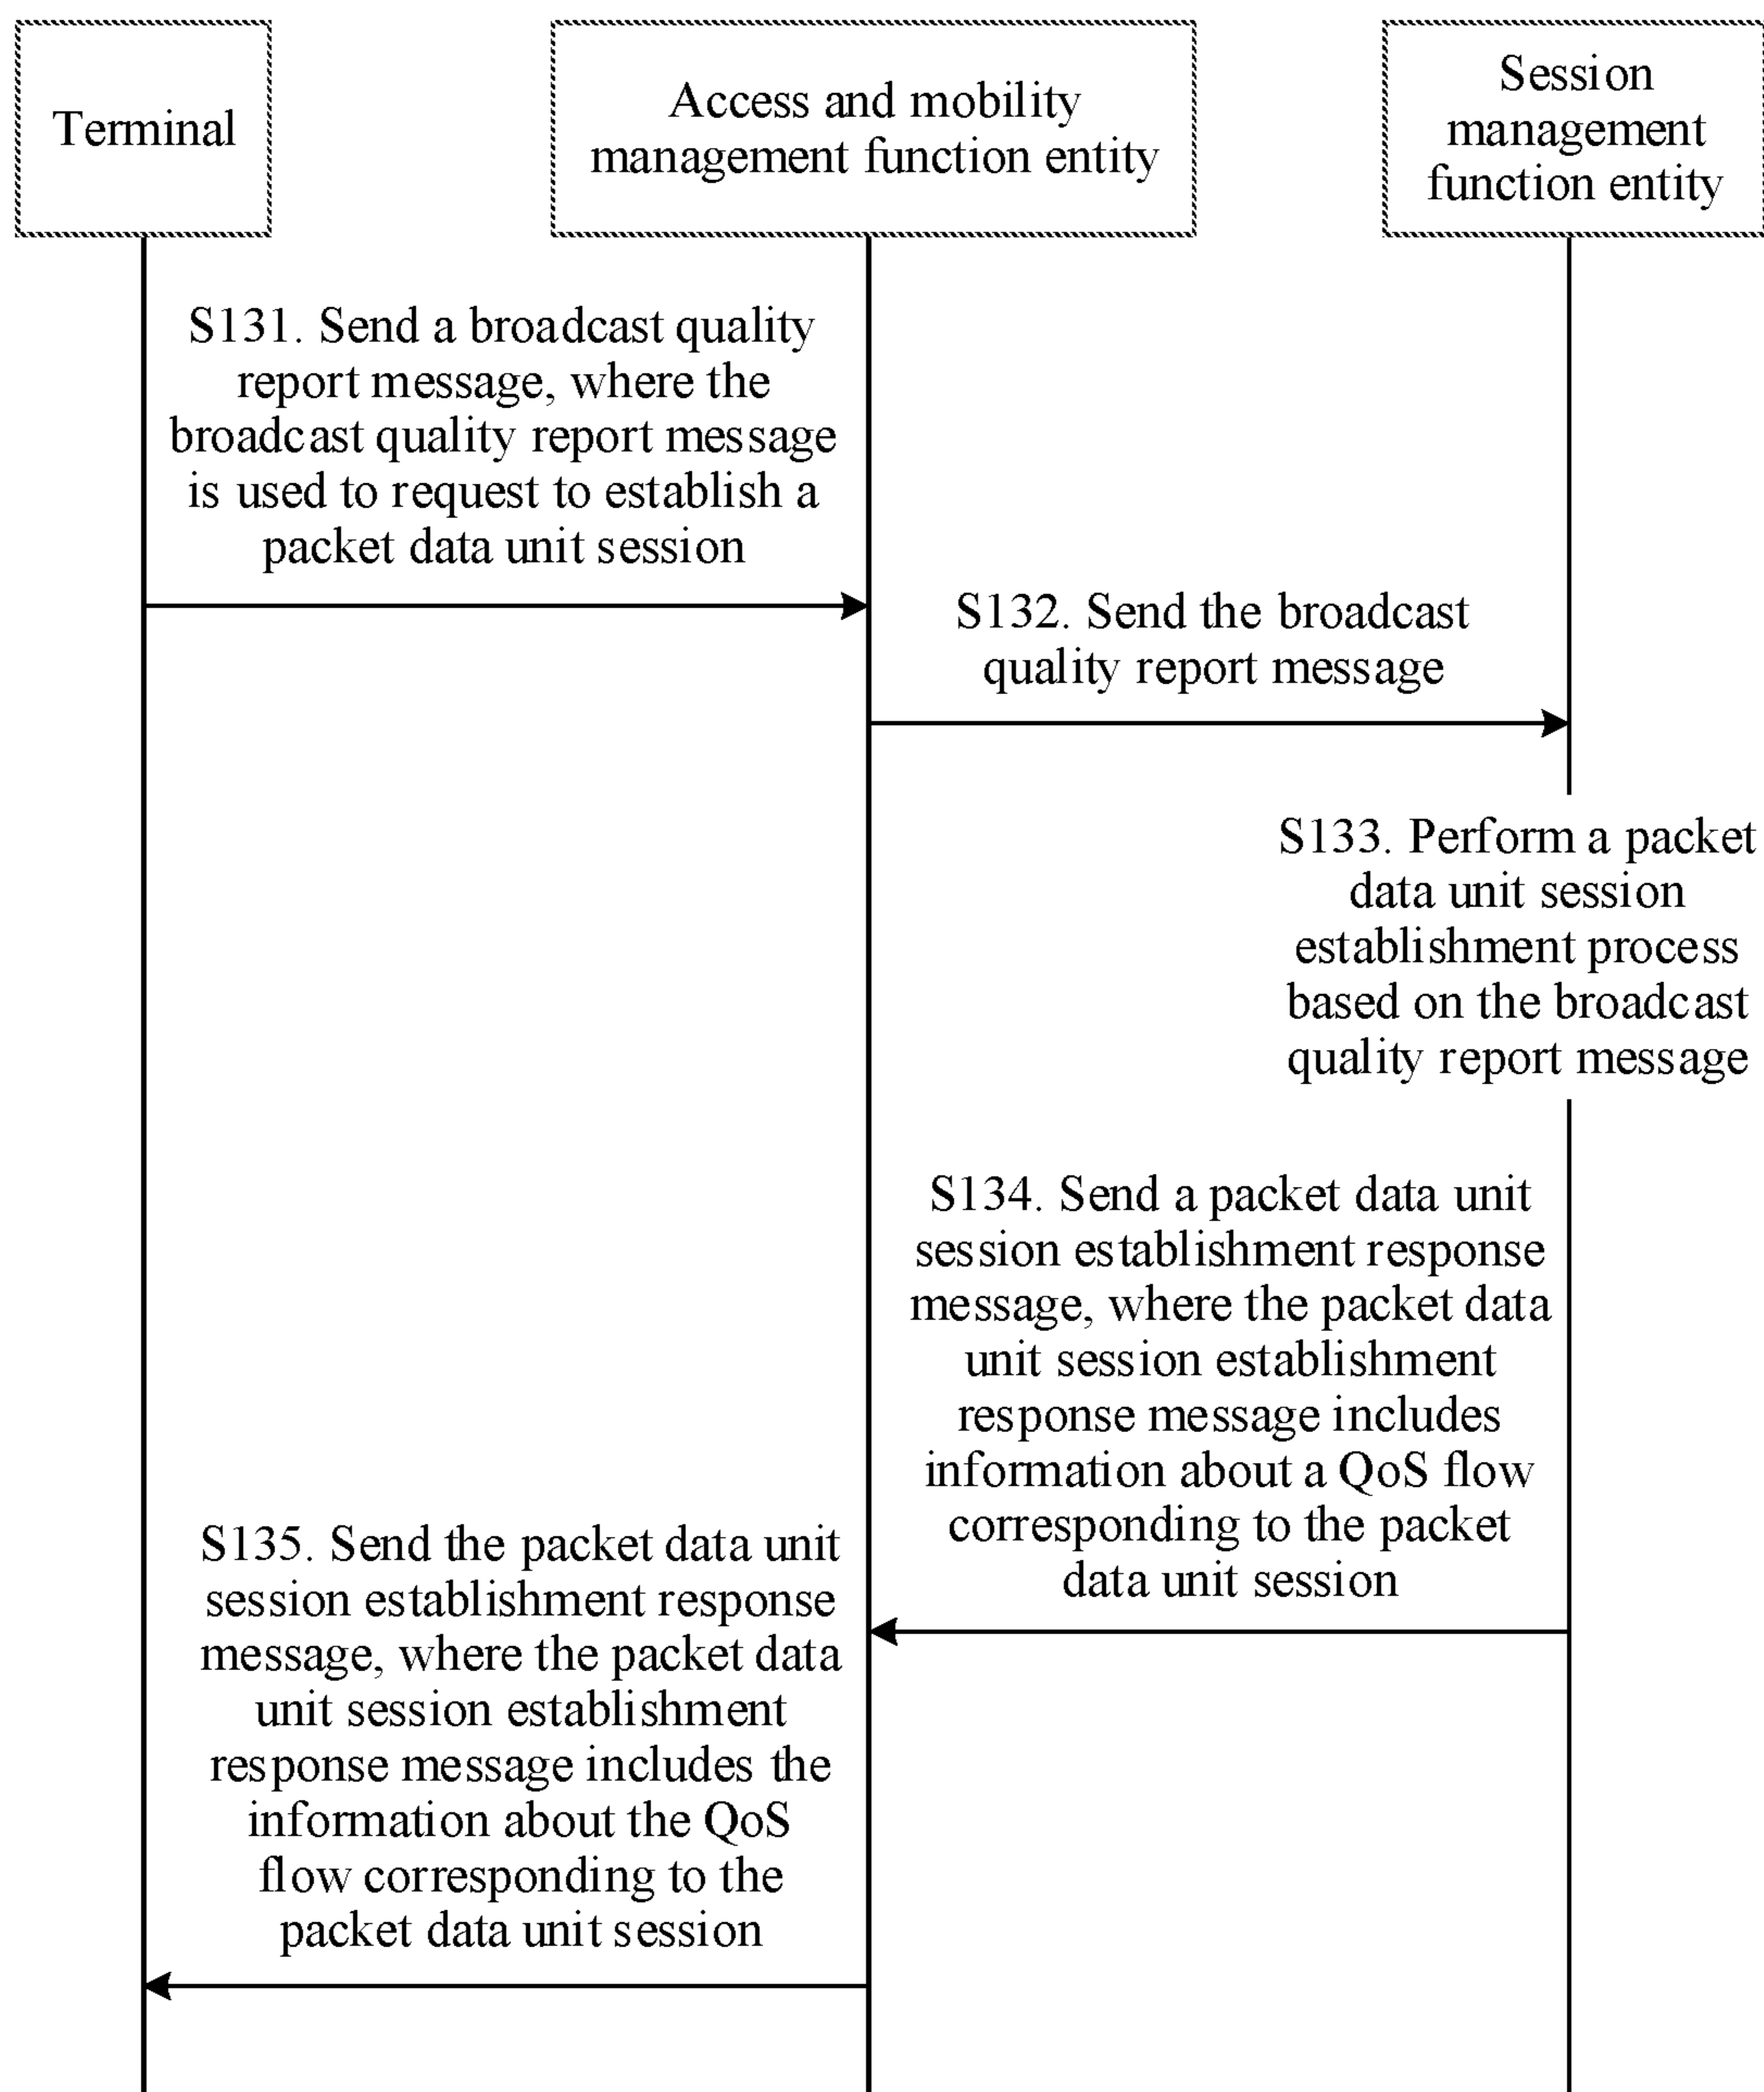 Terminal
Access and mobility
management function entity
Session
management
function entity
S131. Send a broadcast quality
report message, where the
broadcast quality report message
is used to request to establish a
packet data unit session
S132. Send the broadcast
quality report message
S133. Perform a packet
data unit session
establishment process
based on the broadcast
quality report message
S134. Send a packet data unit
session establishment response
message, where the packet data
unit session establishment
response message includes
information about a QoS flow
corresponding to the packet
data unit session
S135. Send the packet data unit
session establishment response
message, where the packet data
unit session establishment
response message includes the
information about the QoS
flow corresponding to the
packet data unit session